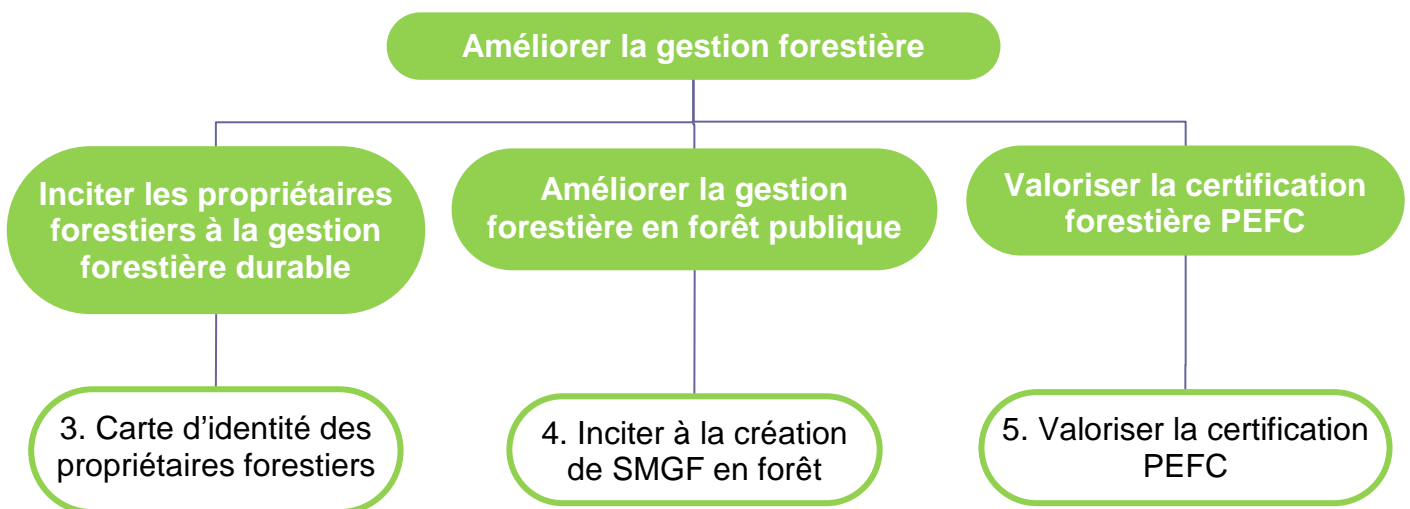 Améliorer la gestion forestière
Inciter les propriétaires
forestiers à la gestion
forestière durable
Améliorer la gestion
forestière en forêt publique
Valoriser la certification
forestière PEFC
3. Carte d’identité des
propriétaires forestiers
4. Inciter à la création
de SMGF en forêt
5. Valoriser la certification
PEFC